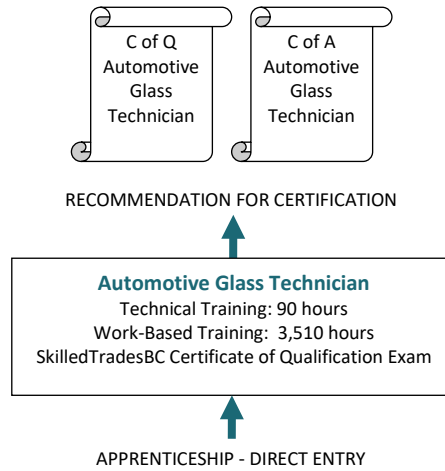 C of Q
Automotive
Glass
Technician
C of A
Automotive
Glass
Technician
RECOMMENDATION FOR CERTIFICATION
Automotive Glass Technician
Technical Training: 90 hours
Work-Based Training: 3,510 hours
SkilledTradesBC Certificate of Qualification Exam
APPRENTICESHIP - DIRECT ENTRY